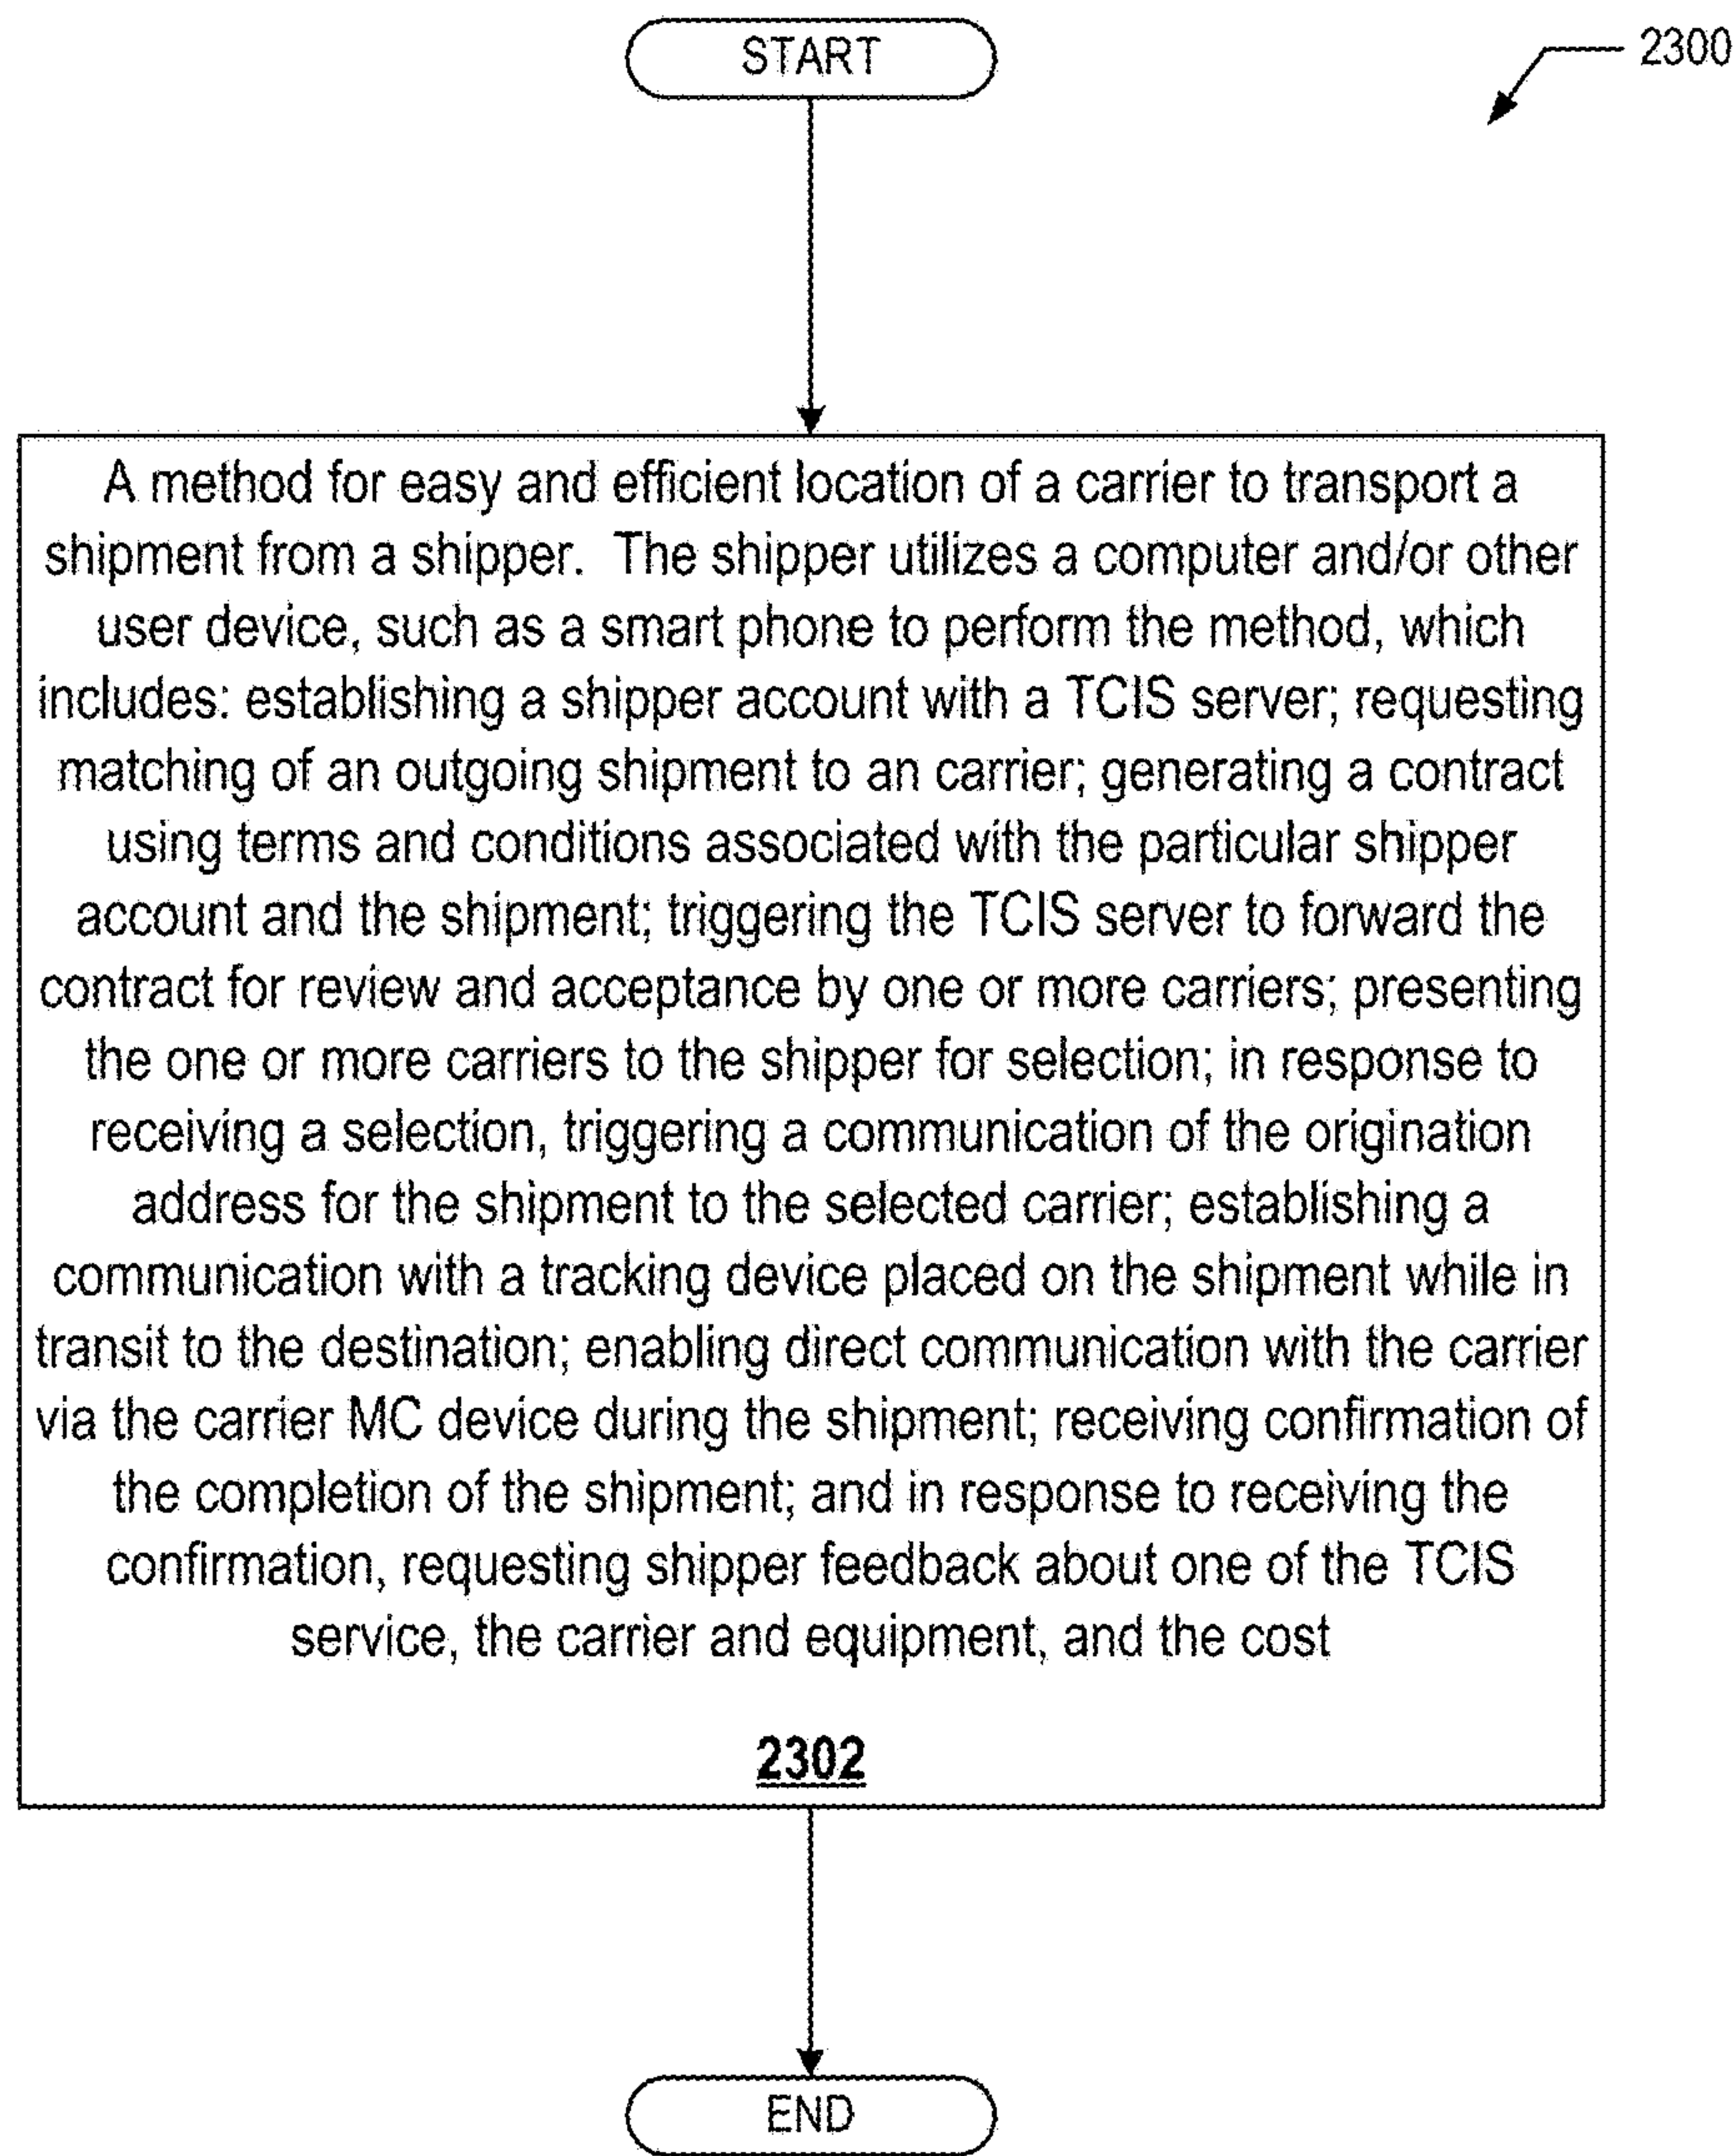 START
2300
A method for easy and efficient location of a carrier to transport a
shipment from a shipper.  The shipper utilizes a computer and/or other
user device, such as a smart phone to perform the method, which
includes: establishing a shipper account with a TCIS server; requesting
matching of an outgoing shipment to an carrier; generating a contract
using terms and conditions associated with the particular shipper
account and the shipment; triggering the TCIS server to forward the
contract for review and acceptance by one or more carriers; presenting
the one or more carriers to the shipper for selection; in response to
receiving a selection, triggering a communication of the origination
address for the shipment to the selected carrier; establishing a
communication with a tracking device placed on the shipment while in
transit to the destination; enabling direct communication with the carrier
via the carrier MC device during the shipment; receiving confirmation of
the completion of the shipment; and in response to receiving the
confirmation, requesting shipper feedback about one of the TCIS
service, the carrier and equipment, and the cost
2302
END